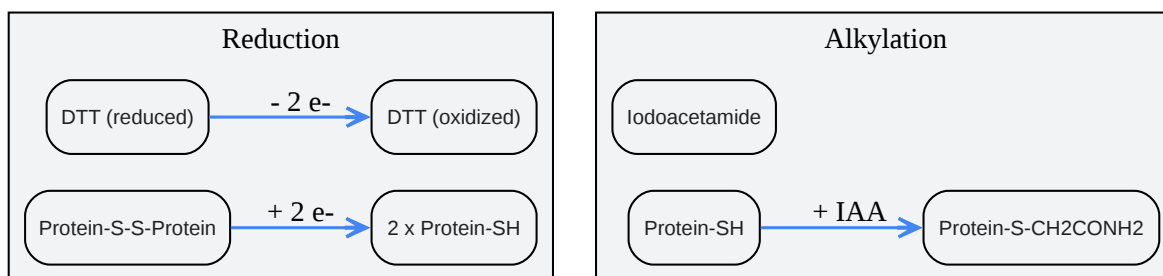 Reduction
DTT (reduced)
- 2 e-
DTT (oxidized)
Protein-S-S-Protein
+ 2 e-
2 x Protein-SH
Alkylation
Iodoacetamide
Protein-SH
+ IAA
Protein-S-CH2CONH2